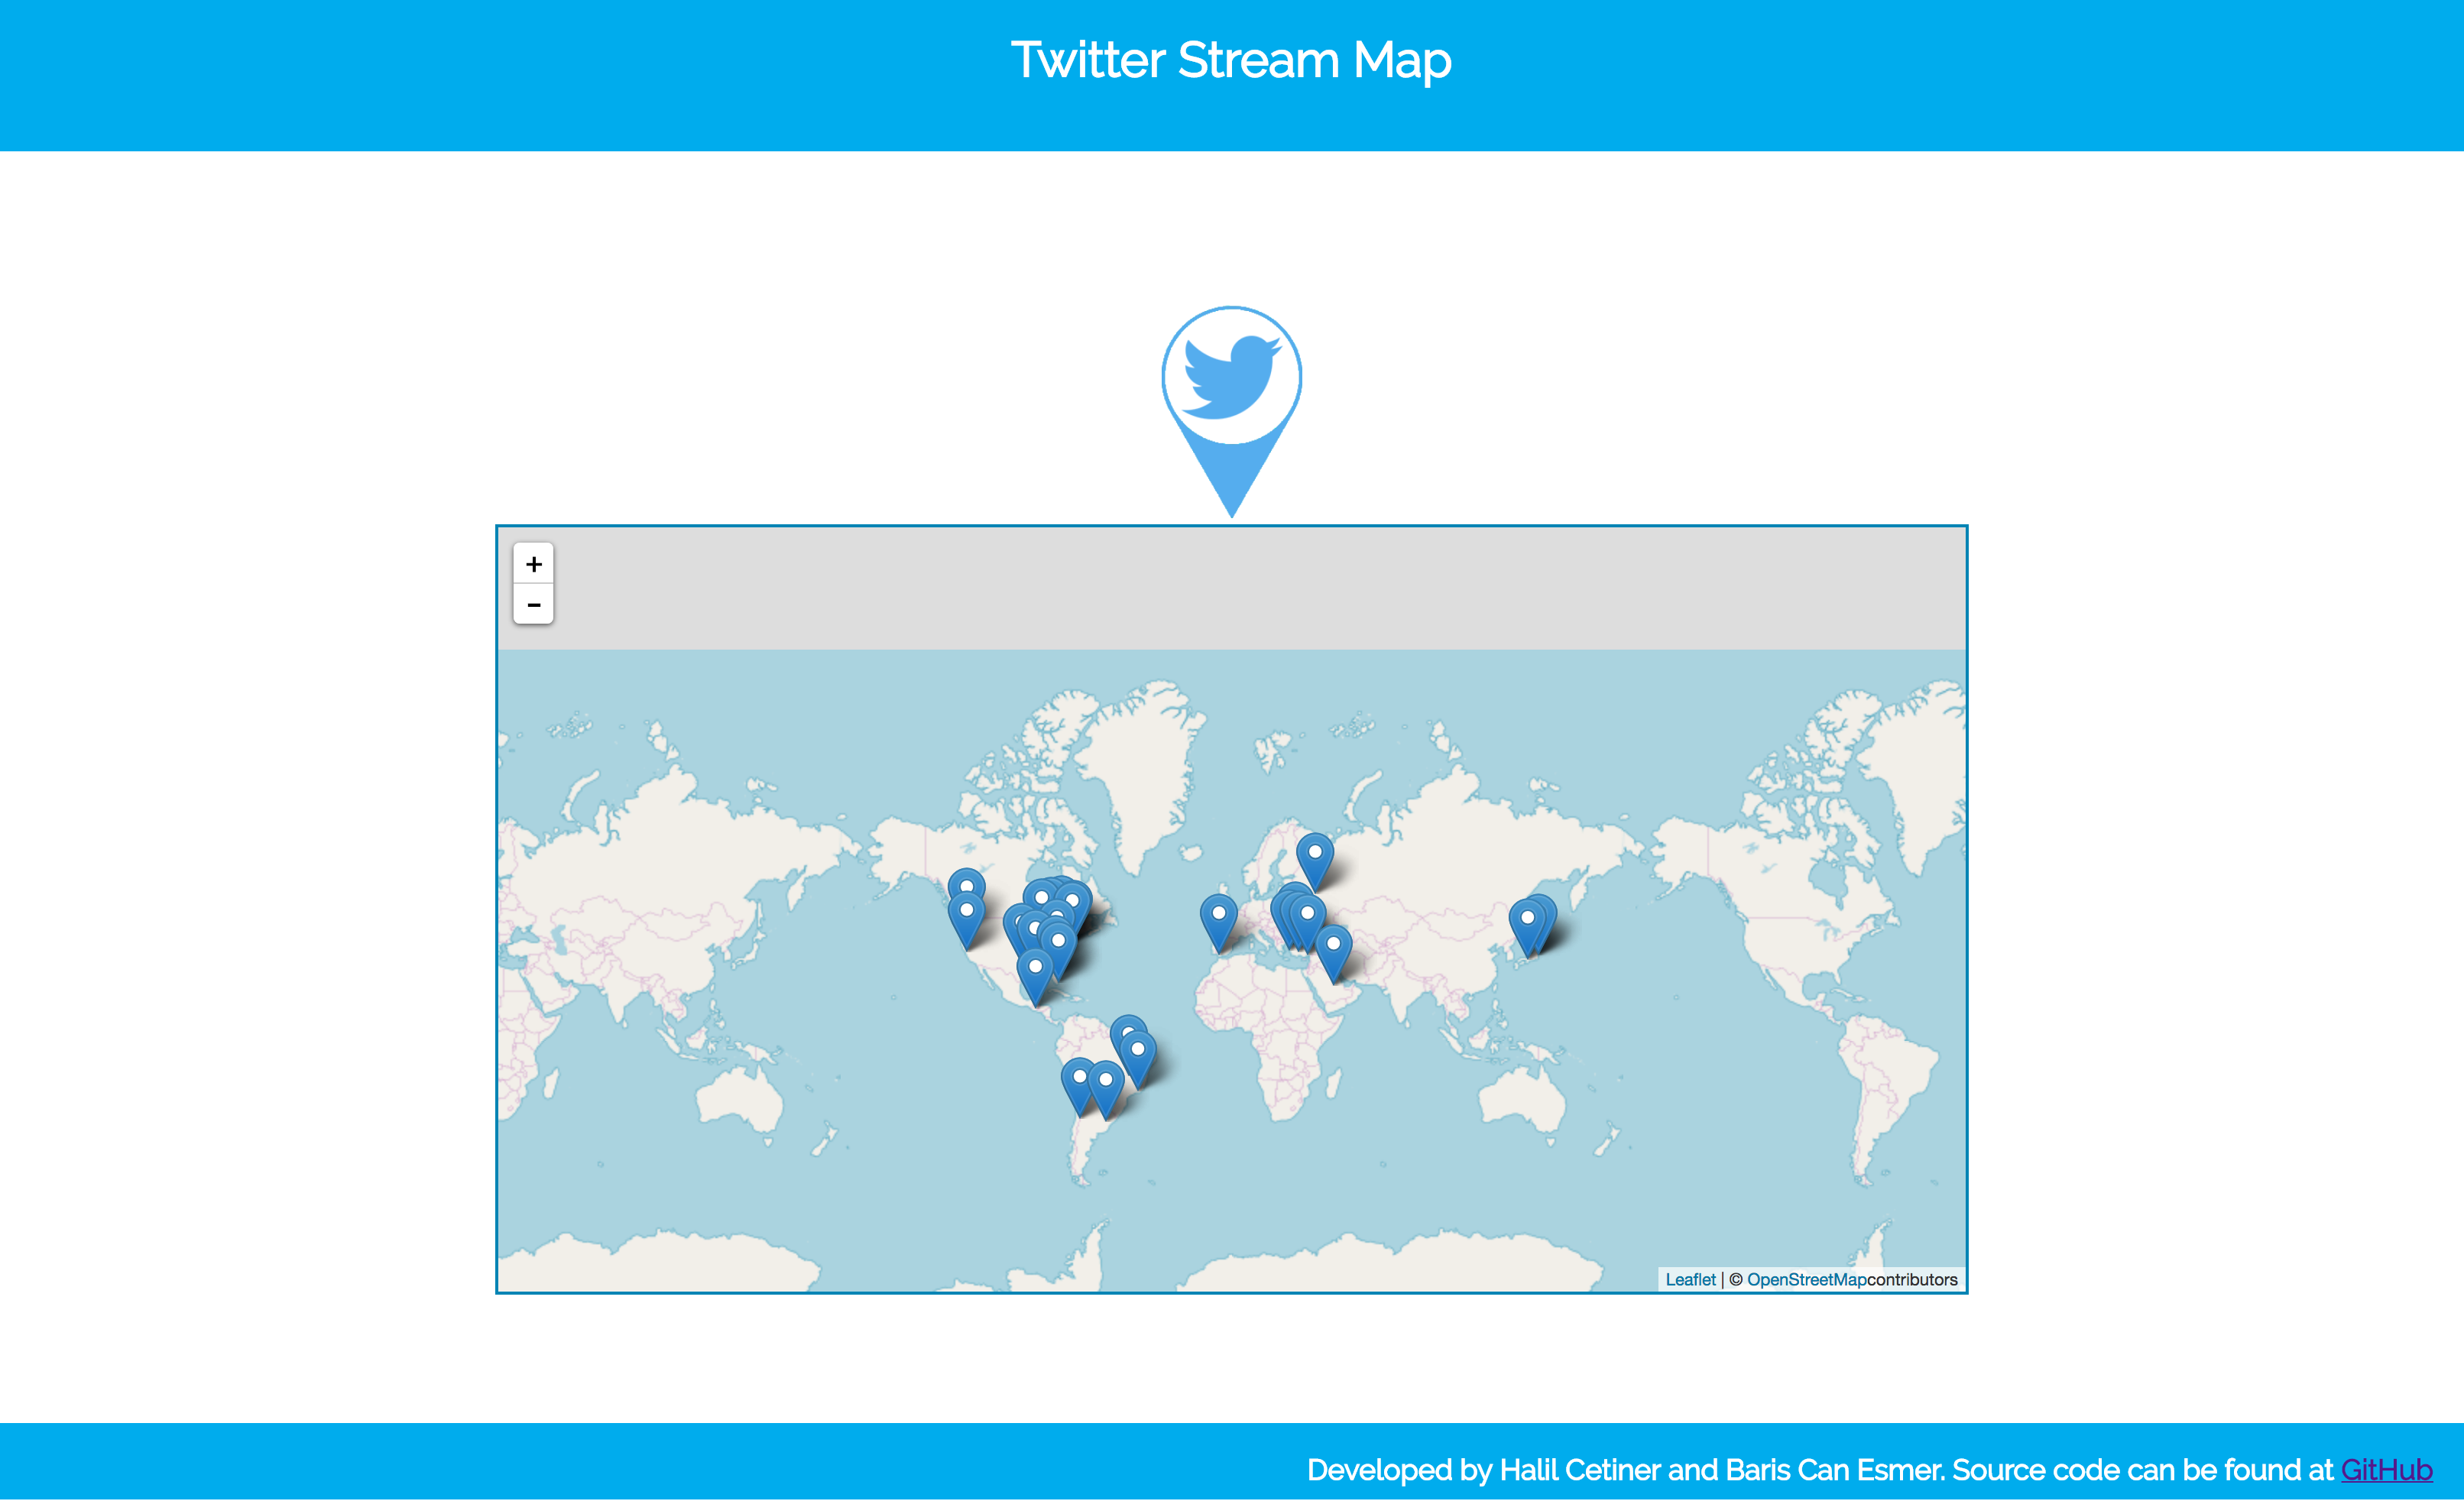 Twitter Stream Map
+
−
Leaflet | © OpenStreetMapcontributors
Developed by Halil Cetiner and Baris Can Esmer. Source code can be found at GitHub